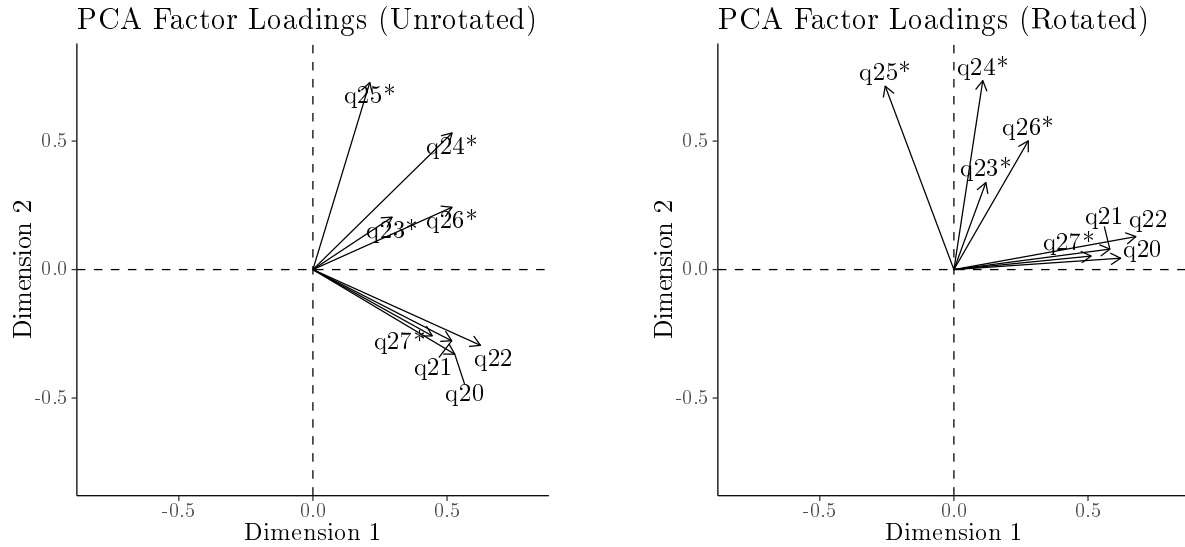 PCA Factor Loadings (Unrotated)
q25*
q24*
q23*
q26*
q27*
q21
q22
q20
0.5
0.0
-0.5
Dimension 2
-0.5
0.0
0.5
Dimension 1
PCA Factor Loadings (Rotated)
q25*
q24*
q26*
q23*
q21
q22
q27*
q20
0.5
0.0
-0.5
Dimension 2
-0.5
0.0
0.5
Dimension 1